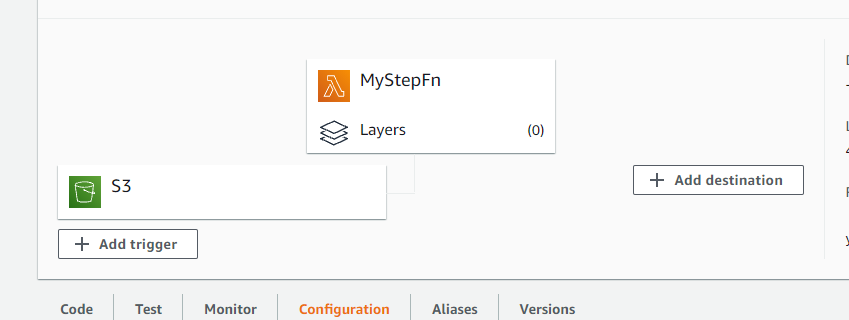 MyStepFn
Layers (0)
S3
Add destination
Add trigger
Code Test Monitor Configuration Aliases Versions